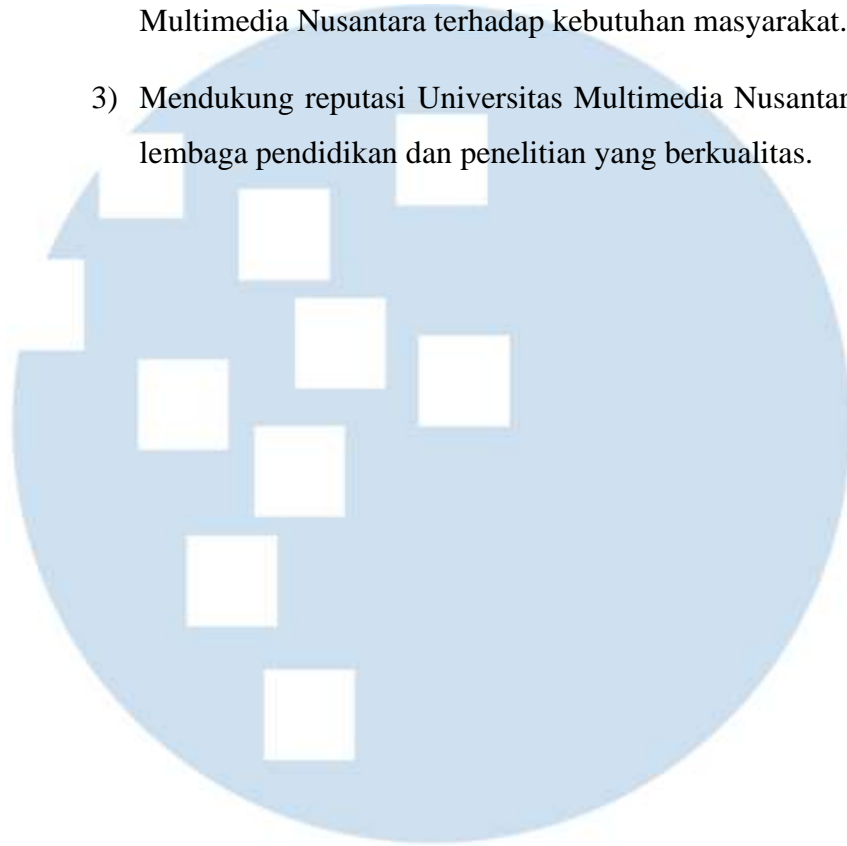 Multimedia Nusantara terhadap kebutuhan masyarakat.
3) Mendukung reputasi Universitas Multimedia Nusantar
lembaga pendidikan dan penelitian yang berkualitas.